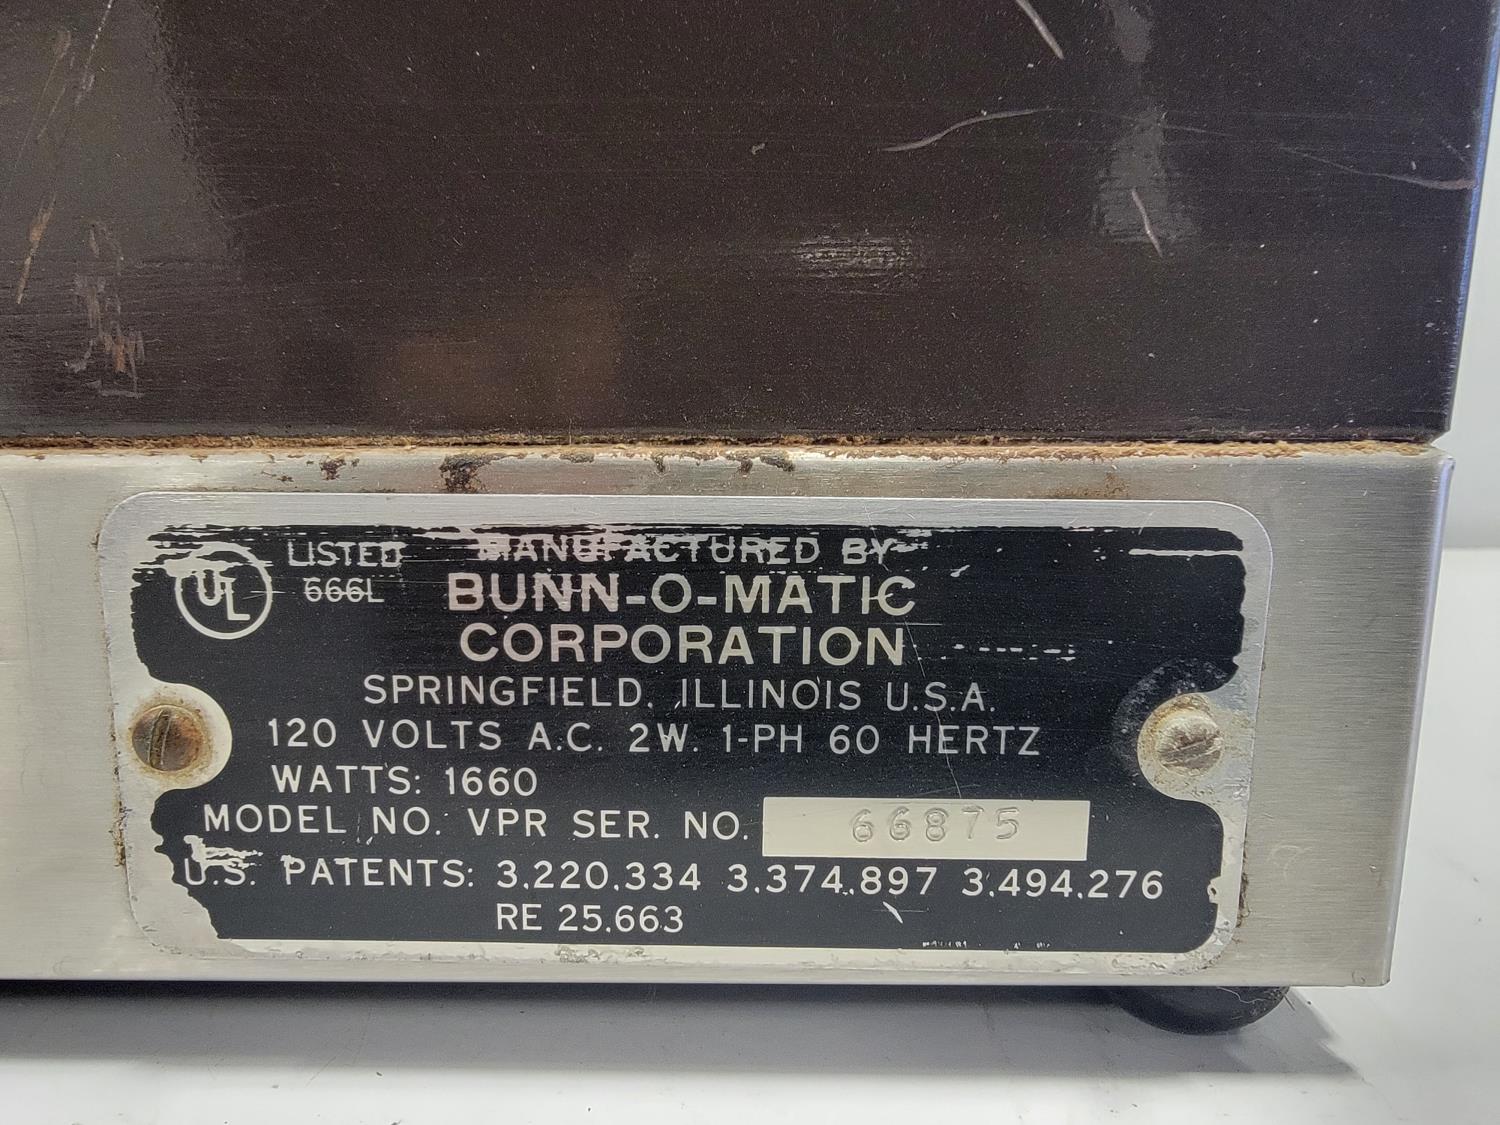 UL LISTED
666L
MANUFACTURED BY
BUNN-O-MATIC
CORPORATION
SPRINGFIELD, ILLINOIS U.S.A.
120 VOLTS A.C. 2W. 1-PH 60 HERTZ
WATTS: 1660
MODEL NO. VPR SER. NO. 66875
U.S. PATENTS: 3,220,334 3,374,897 3,494,276
RE 25,663